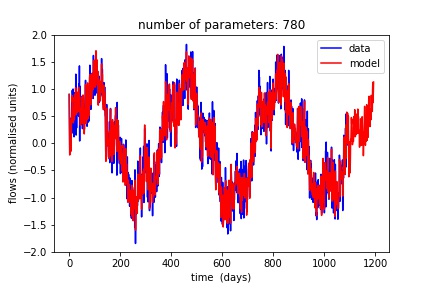 number of parameters: 780
2.0
1.5
1.0
0.5
0.0
−0.5
−1.0
−1.5
−2.0
flows (normalised units)
data
model
0 200 400 600 800 1000 1200
time (days)